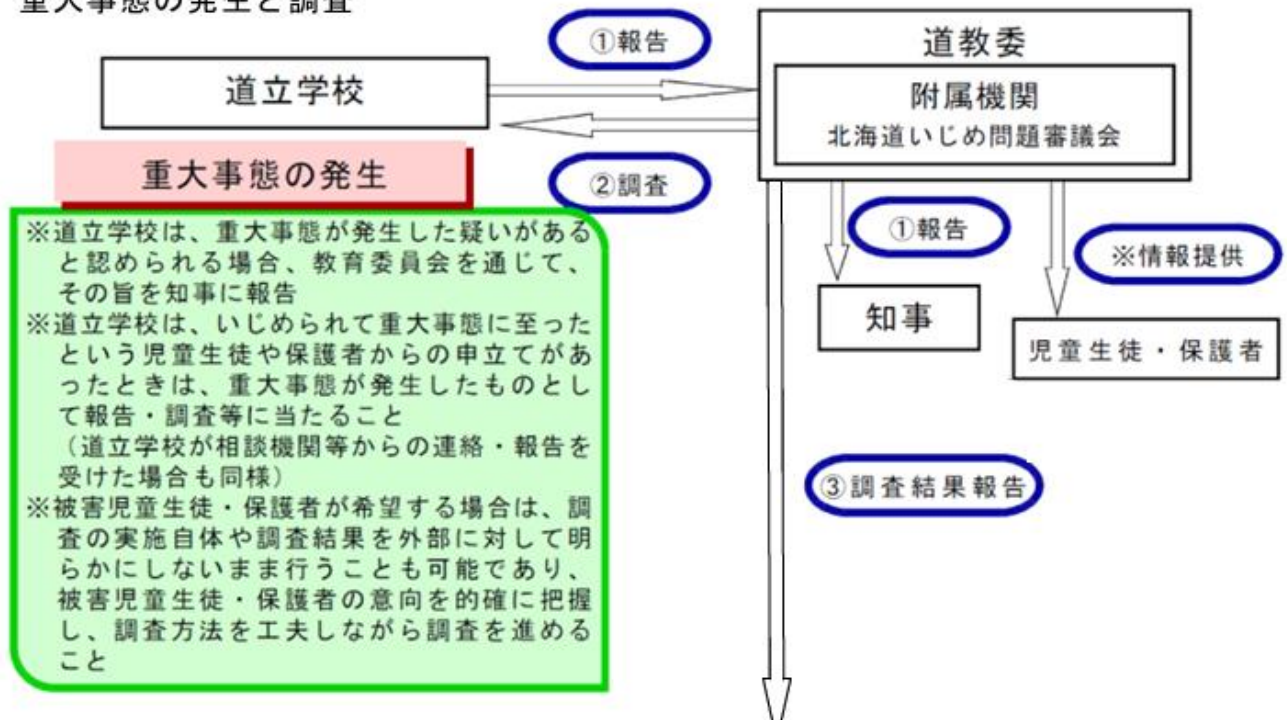 重大事態の発生と調査
①報告
道教委
道立学校
附属機関
北海道いじめ問題審議会
重大事態の発生
②調査
①報告
※情報提供
知事
児童生徒・保護者
③調査結果報告
※道立学校は、重大事態が発生した疑いがある
と認められる場合、教育委員会を通じて、
その旨を知事に報告
※道立学校は、いじめられて重大事態に至った
という児童生徒や保護者からの申立てがあ
ったときは、重大事態が発生したものとし
て報告・調査等に当たること
（道立学校が相談機関等からの連絡・報告を
受けた場合も同様）
※被害児童生徒・保護者が希望する場合は、調
査の実施自体や調査結果を外部に対して明
らかにしないまま行うことも可能であり、
被害児童生徒・保護者の意向を的確に把握
し、調査方法を工夫しながら調査を進める
こと